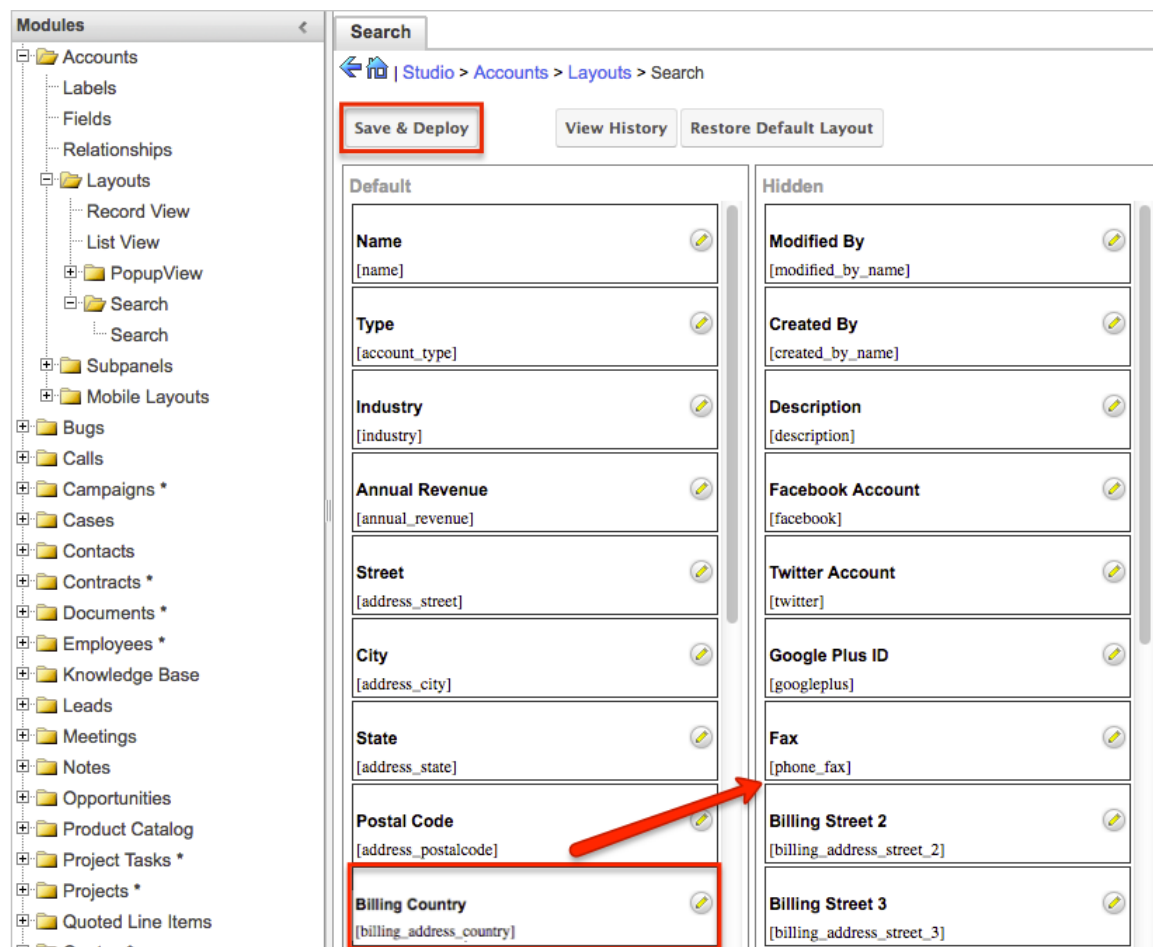 Modules
Accounts
Labels
Fields
Relationships
Layouts
Record View
List View
PopupView
Search
Search
Subpanels
Mobile Layouts
Bugs
Calls
Campaigns *
Cases
Contacts
Contracts *
Documents *
Employees *
Knowledge Base
Leads
Meetings
Notes
Opportunities
Product Catalog
Project Tasks *
Projects *
Quoted Line Items
Search
| Studio > Accounts > Layouts > Search
Save & Deploy
View History
Restore Default Layout
Default
Name
[name]
Type
[account_type]
Industry
[industry]
Annual Revenue
[annual_revenue]
Street
[address_street]
City
[address_city]
State
[address_state]
Postal Code
[address_postalcode]
Billing Country
[billing_address_country]
Hidden
Modified By
[modified_by_name]
Created By
[created_by_name]
Description
[description]
Facebook Account
[facebook]
Twitter Account
[twitter]
Google Plus ID
[googleplus]
Fax
[phone_fax]
Billing Street 2
[billing_address_street_2]
Billing Street 3
[billing_address_street_3]